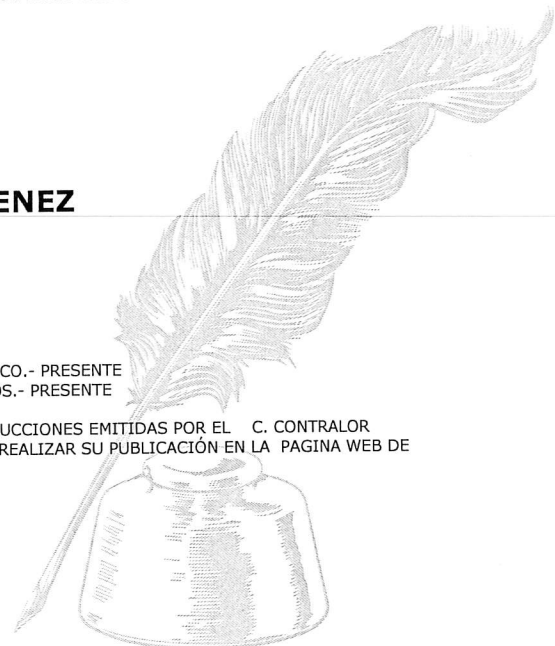 ENEZ
CO.- PRESENTE
OS.- PRESENTE
UCCIONES EMITIDAS POR EL C. CONTRALOR
REALIZAR SU PUBLICACIÓN EN LA PAGINA WEB DE